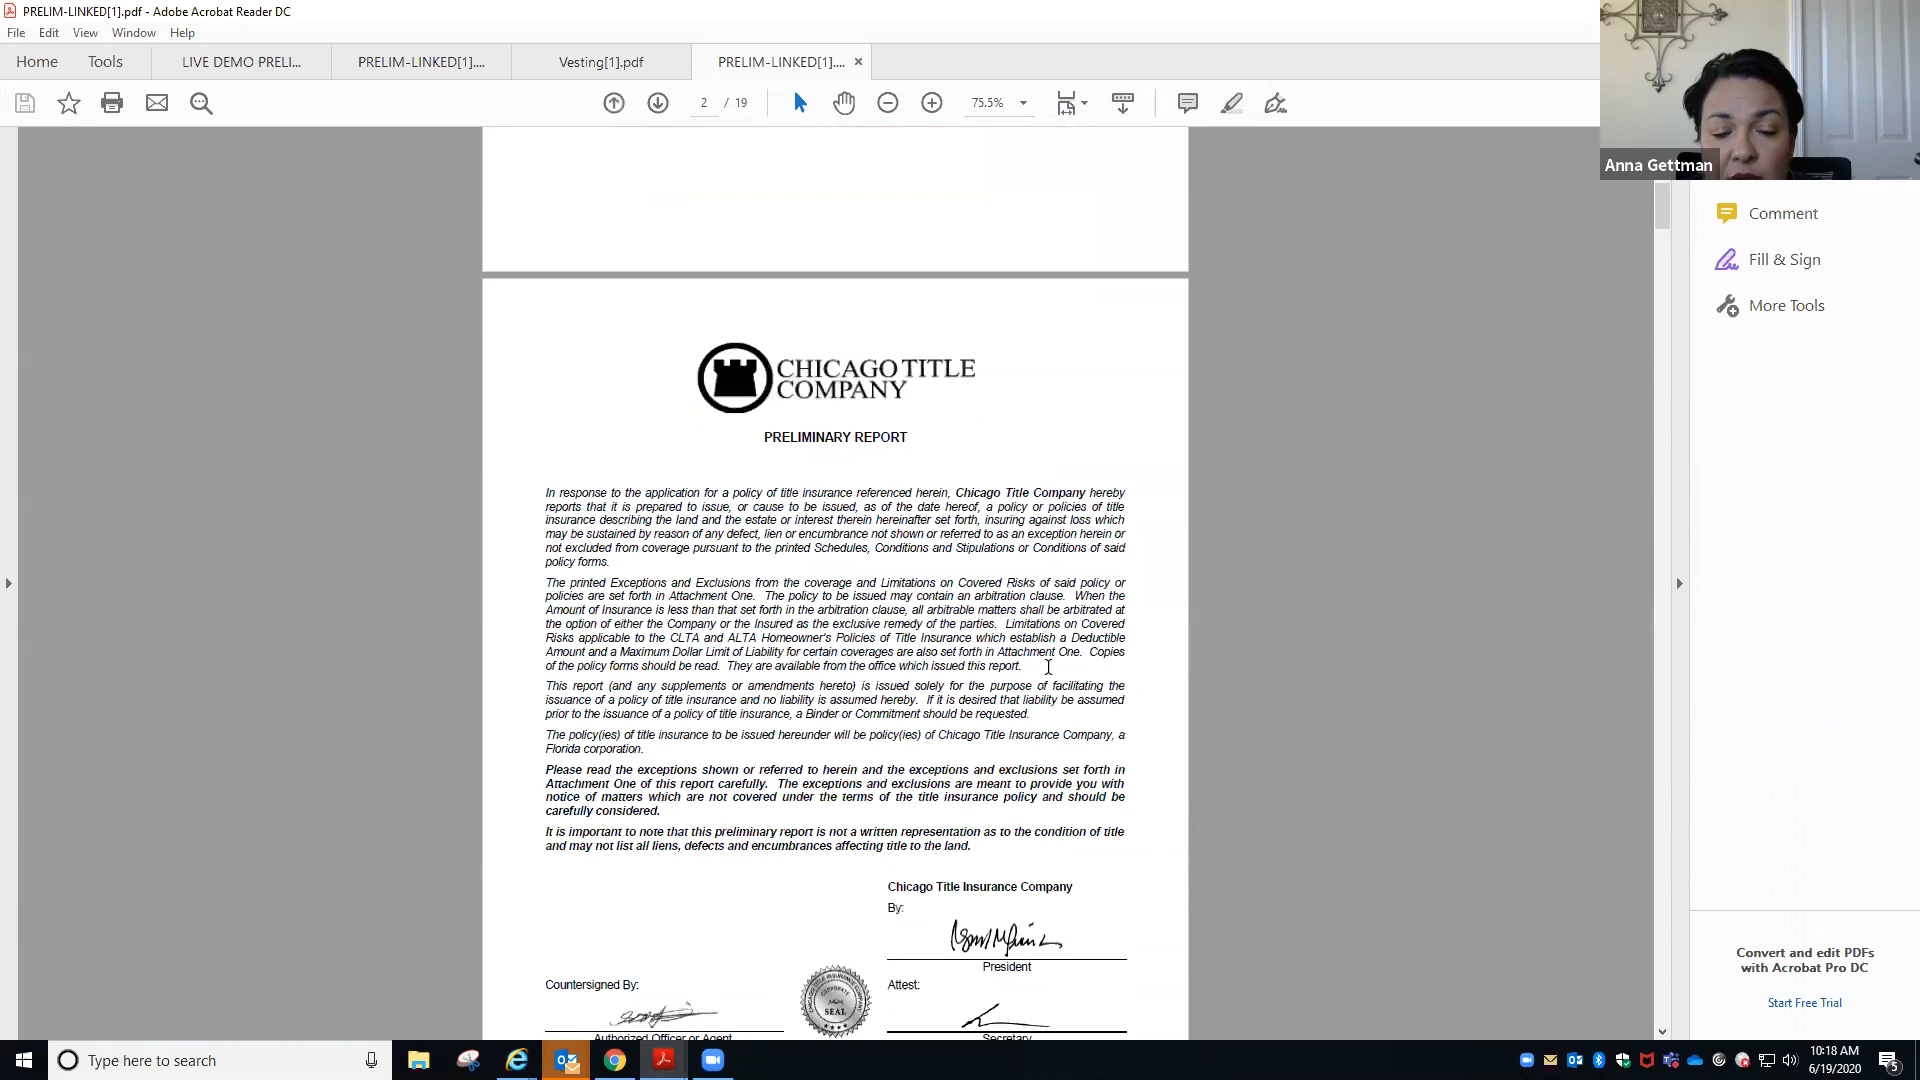 PRELIM-LINKED[1].pdf - Adobe Acrobat Reader DC
File Edit View Window Help
Home Tools LIVE DEMO PRELI... PRELIM-LINKED[1].... Vesting[1].pdf PRELIM-LINKED[1].... ×
2 / 19 75.5%
Anna Gettman
Comment
Fill & Sign
More Tools
CHICAGO TITLE
COMPANY
PRELIMINARY REPORT
In response to the application for a policy of title insurance referenced herein, Chicago Title Company hereby
reports that it is prepared to issue, or cause to be issued, as of the date hereof, a policy or policies of title
insurance describing the land and the estate or interest therein hereinafter set forth, insuring against loss which
may be sustained by reason of any defect, lien or encumbrance not shown or referred to as an exception herein or
not excluded from coverage pursuant to the printed Schedules, Conditions and Stipulations or Conditions of said
policy forms.
The printed Exceptions and Exclusions from the coverage and Limitations on Covered Risks of said policy or
policies are set forth in Attachment One. The policy to be issued may contain an arbitration clause. When the
Amount of Insurance is less than that set forth in the arbitration clause, all arbitrable matters shall be arbitrated at
the option of either the Company or the Insured as the exclusive remedy of the parties. Limitations on Covered
Risks applicable to the CLTA and ALTA Homeowner's Policies of Title Insurance which establish a Deductible
Amount and a Maximum Dollar Limit of Liability for certain coverages are also set forth in Attachment One. Copies
of the policy forms should be read. They are available from the office which issued this report.
This report (and any supplements or amendments hereto) is issued solely for the purpose of facilitating the
issuance of a policy of title insurance and no liability is assumed hereby. If it is desired that liability be assumed
prior to the issuance of a policy of title insurance, a Binder or Commitment should be requested.
The policy(ies) of title insurance to be issued hereunder will be policy(ies) of Chicago Title Insurance Company, a
Florida corporation.
Please read the exceptions shown or referred to herein and the exceptions and exclusions set forth in
Attachment One of this report carefully. The exceptions and exclusions are meant to provide you with
notice of matters which are not covered under the terms of the title insurance policy and should be
carefully considered.
It is important to note that this preliminary report is not a written representation as to the condition of title
and may not list all liens, defects and encumbrances affecting title to the land.
Chicago Title Insurance Company
By:
President
Countersigned By:
Attest:
CORPORATE
SEAL
Authorized Officer or Agent
Secretary
Convert and edit PDFs
with Acrobat Pro DC
Start Free Trial
Type here to search
10:18 AM
6/19/2020
5